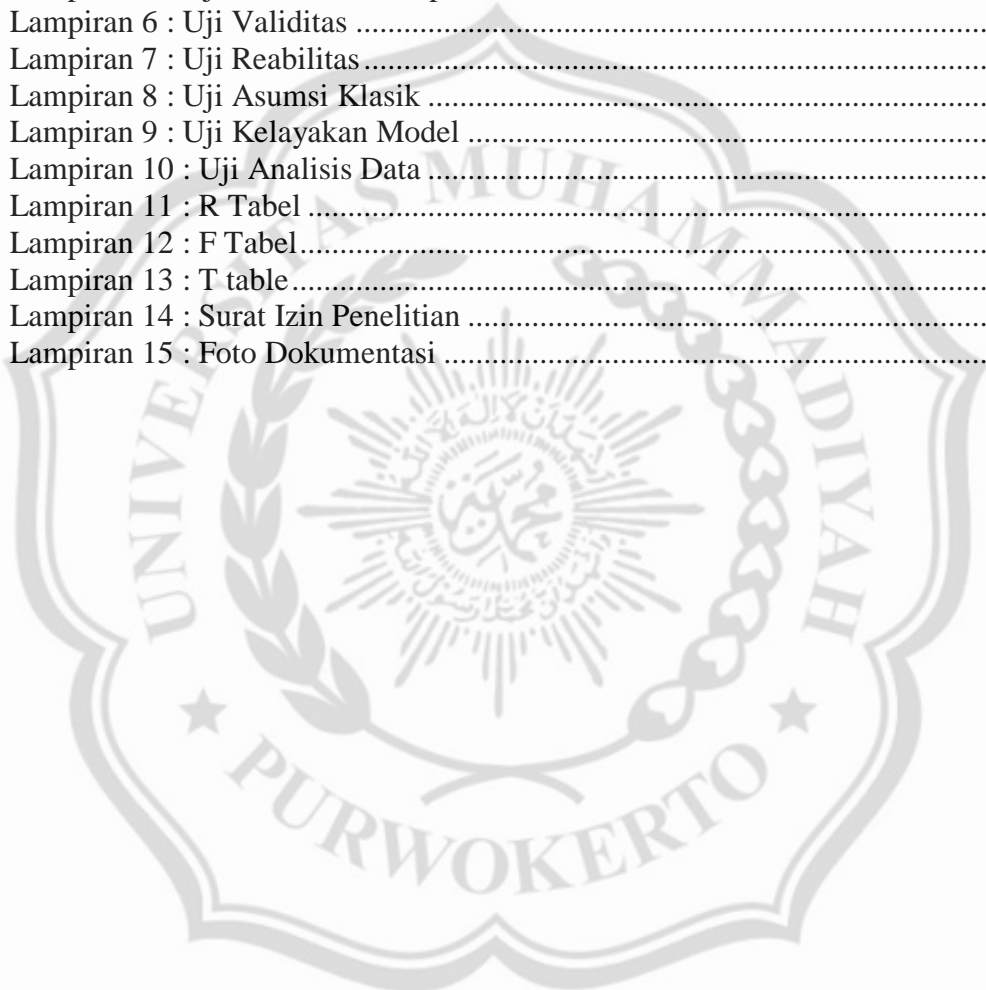 Lampiran 6 : Uji Validitas ................................................................................
Lampiran 7 : Uji Reabilitas ..............................................................................
Lampiran 8 : Uji Asumsi Klasik ......................................................................
Lampiran 9 : Uji Kelayakan Model .................................................................
Lampiran 10 : Uji Analisis Data ......................................................................
Lampiran 11 : R Tabel .....................................................................................
Lampiran 12 : F Tabel ......................................................................................
Lampiran 13 : T table .......................................................................................
Lampiran 14 : Surat Izin Penelitian .................................................................
Lampiran 15 : Foto Dokumentasi ....................................................................
UNIVERSITAS MUHAMMADIYAH
PURWOKERTO